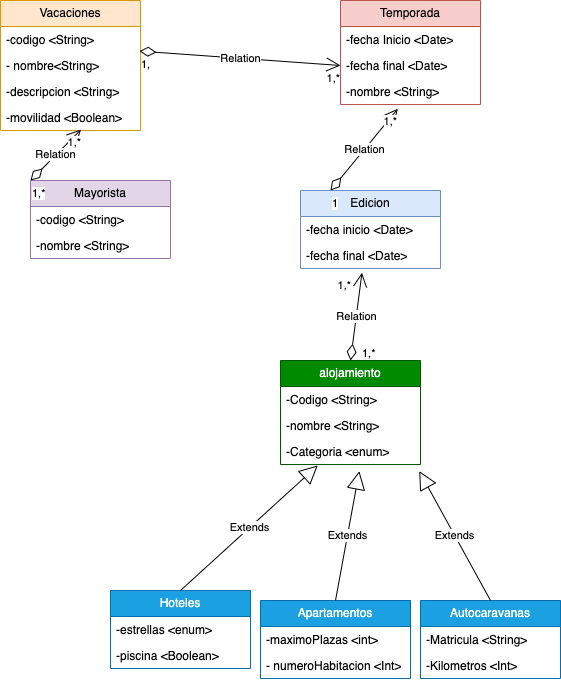 Vacaciones
-codigo <String>
- nombre<String>
-descripcion <String>
-movilidad <Boolean>
Temporada
-fecha Inicio <Date>
-fecha final <Date>
-nombre <String>
1,
Relation
1,*
1,*
Relation
1,*
Mayorista
-codigo <String>
-nombre <String>
1,*
Relation
1
Edicion
-fecha inicio <Date>
-fecha final <Date>
1,*
Relation
1,*
alojamiento
-Codigo <String>
-nombre <String>
-Categoria <enum>
Extends
Extends
Extends
Hoteles
-estrellas <enum>
-piscina <Boolean>
Apartamentos
-maximoPlazas <int>
- numeroHabitacion <Int>
Autocaravanas
-Matricula <String>
-Kilometros <Int>